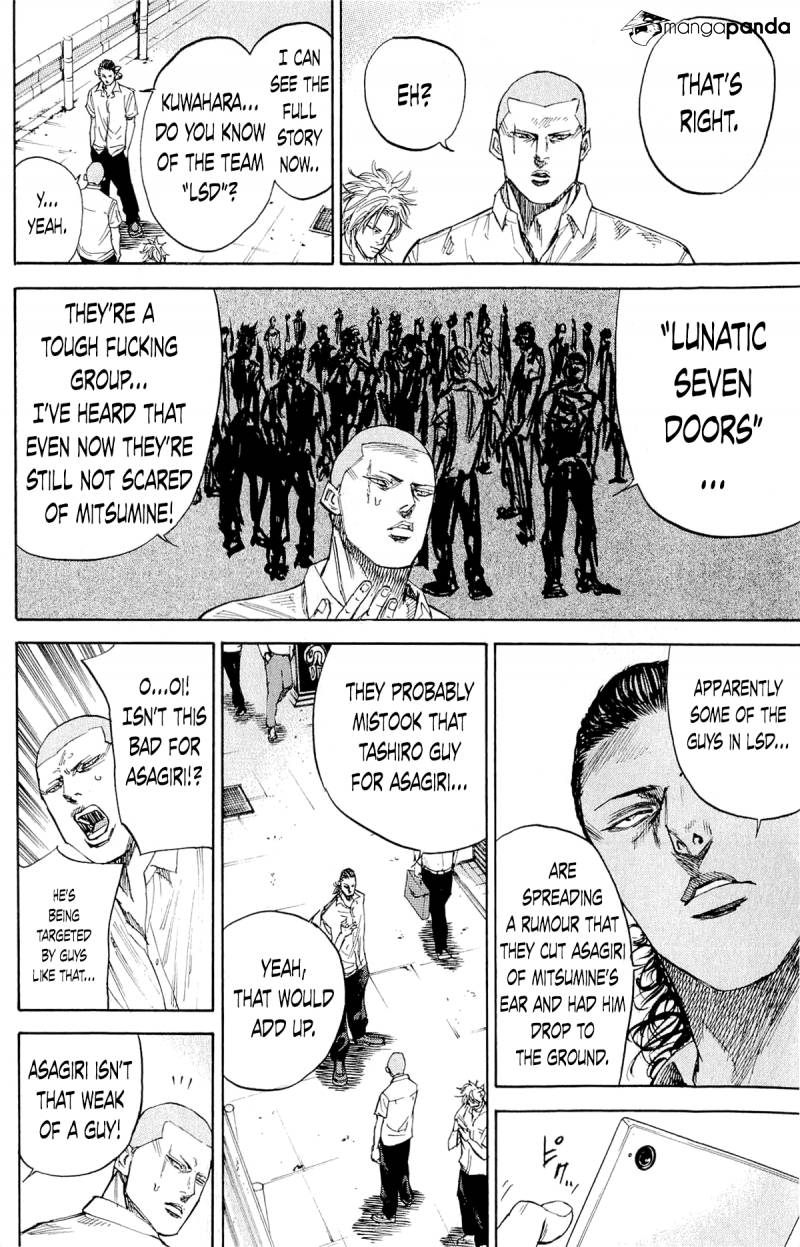 mangapanda
THAT'S
RIGHT.
EH?
I CAN
SEE THE
FULL
STORY
NOW..
KUWAHARA...
DO YOU KNOW
OF THE TEAM
"LSD"?
Y...
YEAH.
"LUNATIC
SEVEN
DOORS"
...
THEY'RE A
TOUGH FUCKING
GROUP...
I'VE HEARD THAT
EVEN NOW THEY'RE
STILL NOT SCARED
OF MITSUMINE!
APPARENTLY
SOME OF THE
GUYS IN LSD...
ARE
SPREADING
A RUMOUR THAT
THEY CUT ASAGIRI
OF MITSUMINE'S
EAR AND HAD HIM
DROP TO
THE GROUND.
THEY PROBABLY
MISTOOK THAT
TASHIRO GUY
FOR ASAGIRI...
YEAH,
THAT WOULD
ADD UP.
O...OI!
ISN'T THIS
BAD FOR
ASAGIRI!?
HE'S
BEING
TARGETED
BY GUYS
LIKE THAT...
ピク...
ASAGIRI ISN'T
THAT WEAK
OF A GUY!